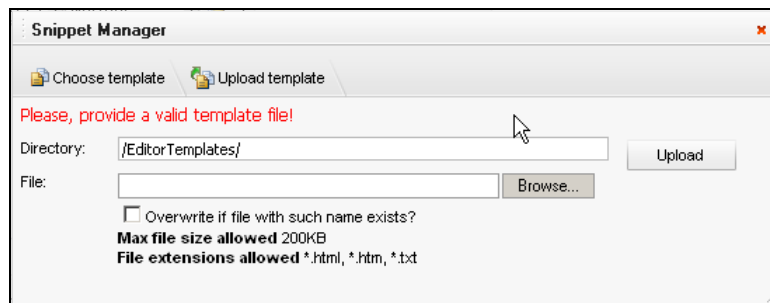 Snippet Manager
Choose template Upload template
Please, provide a valid template file!
Directory: /EditorTemplates/ Upload
File: Browse...
Overwrite if file with such name exists?
Max file size allowed 200KB
File extensions allowed *.html, *.htm, *.txt